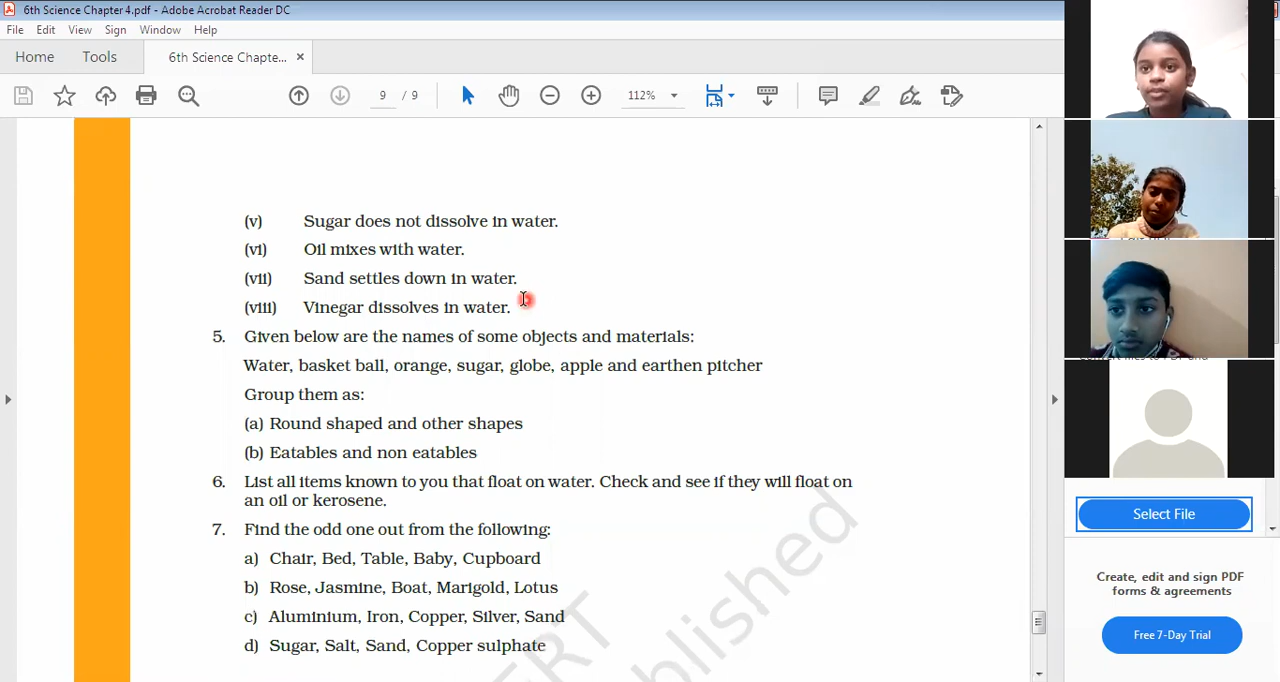 6th Science Chapter 4.pdf - Adobe Acrobat Reader DC
File Edit View Sign Window Help
Home Tools 6th Science Chapte... ×
9 / 9 112%
(v) Sugar does not dissolve in water.
(vi) Oil mixes with water.
(vii) Sand settles down in water.
(viii) Vinegar dissolves in water.
5. Given below are the names of some objects and materials:
Water, basket ball, orange, sugar, globe, apple and earthen pitcher
Group them as:
(a) Round shaped and other shapes
(b) Eatables and non eatables
6. List all items known to you that float on water. Check and see if they will float on
an oil or kerosene.
7. Find the odd one out from the following:
a) Chair, Bed, Table, Baby, Cupboard
b) Rose, Jasmine, Boat, Marigold, Lotus
c) Aluminium, Iron, Copper, Silver, Sand
d) Sugar, Salt, Sand, Copper sulphate
Select File
Create, edit and sign PDF
forms & agreements
Free 7-Day Trial